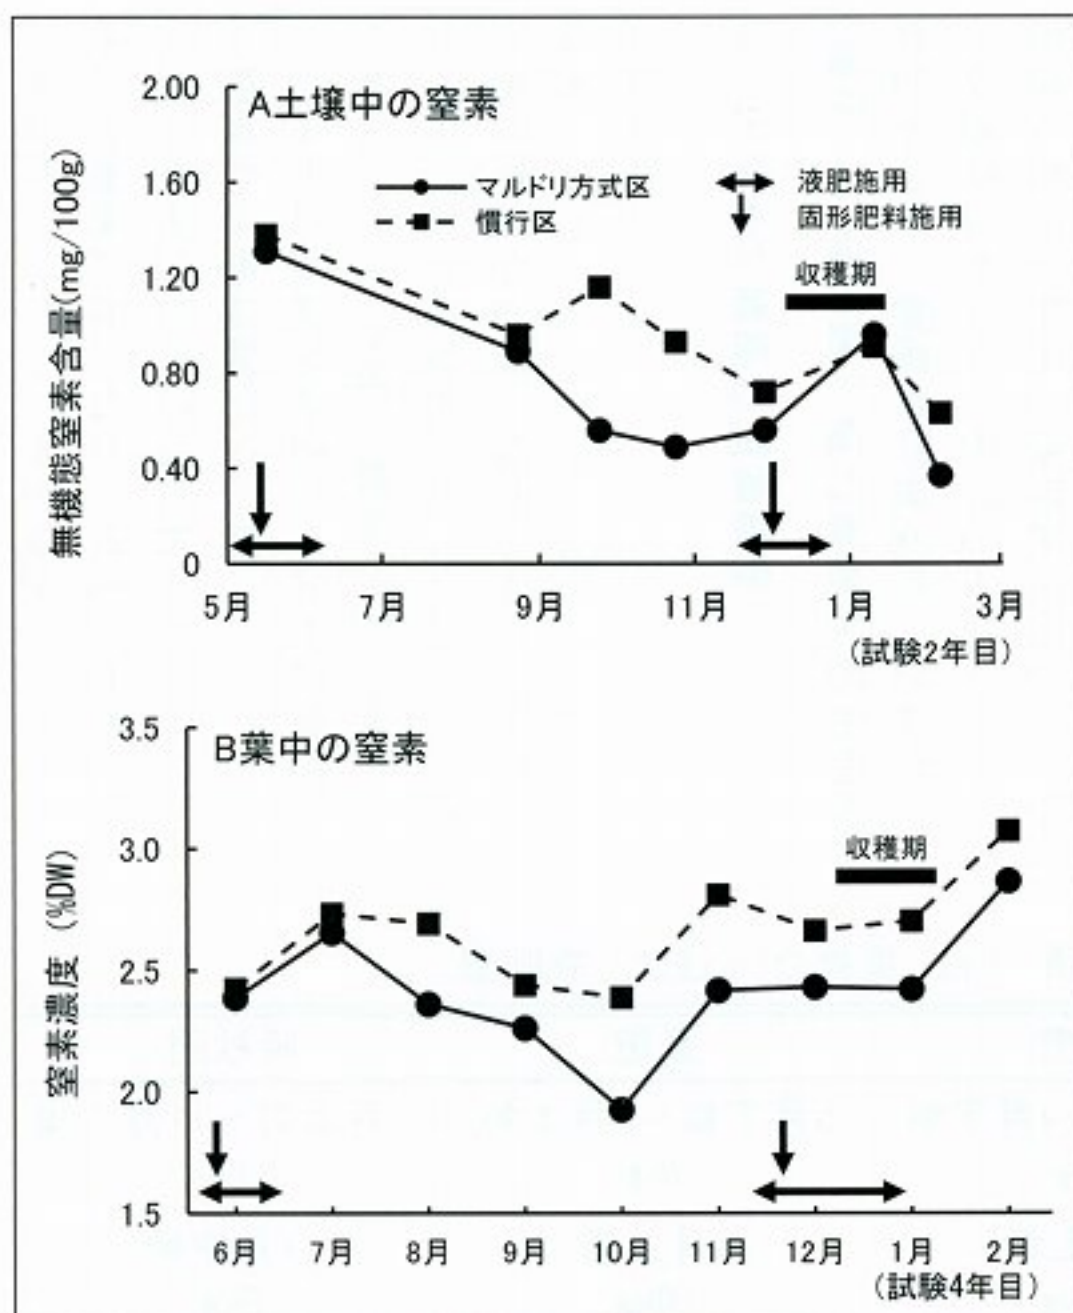 A土壌中の窒素
無機態窒素含量(mg/100g)
2.00
1.60
1.20
0.80
0.40
0
マルドリ方式区
慣行区
液肥施用
固形肥料施用
収穫期
5月 7月 9月 11月 1月 3月
(試験2年目)
B葉中の窒素
窒素濃度 (%DW)
3.5
3.0
2.5
2.0
1.5
収穫期
6月 7月 8月 9月 10月 11月 12月 1月 2月
(試験4年目)